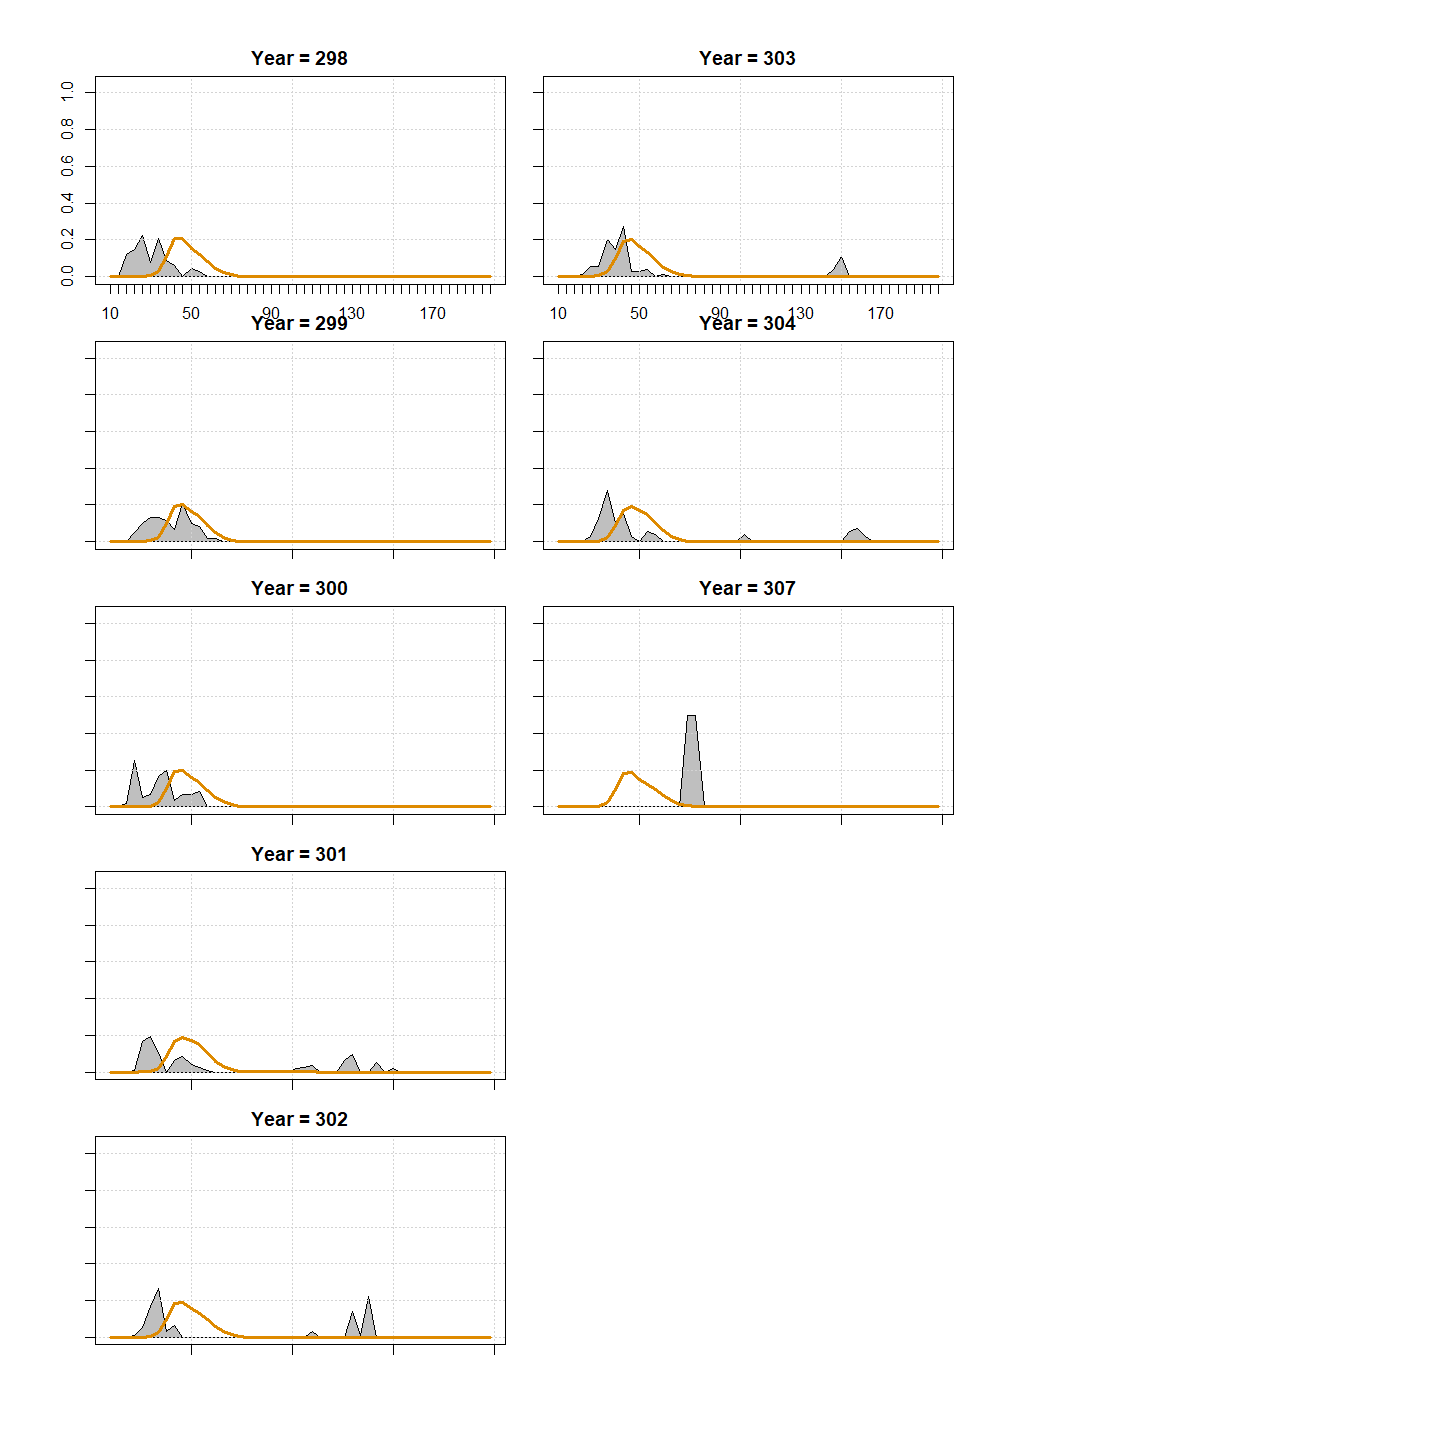 Year = 298
Year = 303
1.0
0.8
0.6
0.4
0.2
0.0
10 50 90 130 170
10 50 90 130 170
Year = 299
Year = 304
Year = 300
Year = 307
Year = 301
Year = 302